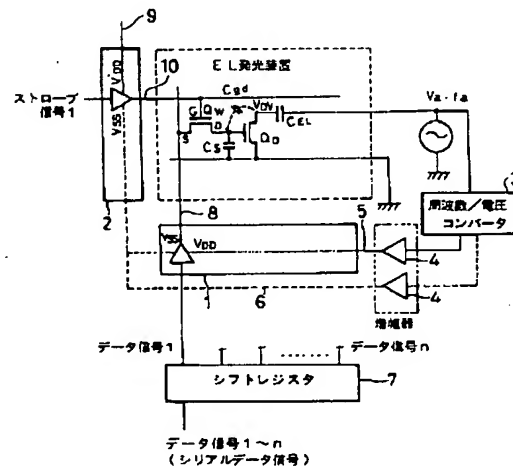 9
VDD
10
EL発光装置
Cgd
Va·fa
ストローブ
信号1
VSS
G
QW
S
D
VDV
CEL
CS
QD
2
8
3
周波数/電圧
コンバータ
VSS
VDD
5
4
1
6
4
増幅器
データ信号1
データ信号n
シフトレジスタ
7
データ信号1~n
(シリアルデータ信号)